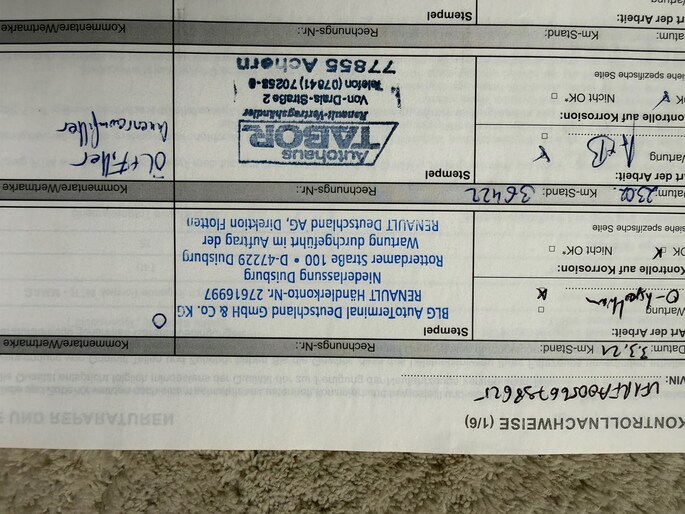 E UND REPARATUREN
KONTROLLNACHWEISE (1/6)
VIN:
Datum: 3.3.21 Km-Stand:
Rechnungs-Nr.:
Kommentare/Wertmarke
Art der Arbeit:
Stempel
Wartung
O
Kontrolle auf Korrosion:
OK Nicht OK*
siehe spezifische Seite
BLG AutoTerminal Deutschland GmbH & Co. KG
RENAULT Händlerkonto-Nr. 27616997
Niederlassung Duisburg
Rotterdamer Straße 100 • D-47229 Duisburg
Wartung durchgeführt im Auftrag der
RENAULT Deutschland AG, Direktion Flotten
Datum: 23.02. Km-Stand: 36422
Rechnungs-Nr.:
Kommentare/Wertmarke
Art der Arbeit:
Stempel
Wartung
A+B
Kontrolle auf Korrosion:
OK Nicht OK*
siehe spezifische Seite
Autohaus
TABOR
Renault-Vertragshändler
Von-Drais-Straße 2
Telefon (07841) 70258-0
77855 Achern
ÖL+Filter
Innenraumfilter
Datum: Km-Stand:
Rechnungs-Nr.:
Kommentare/Wertmarke
Art der Arbeit:
Stempel